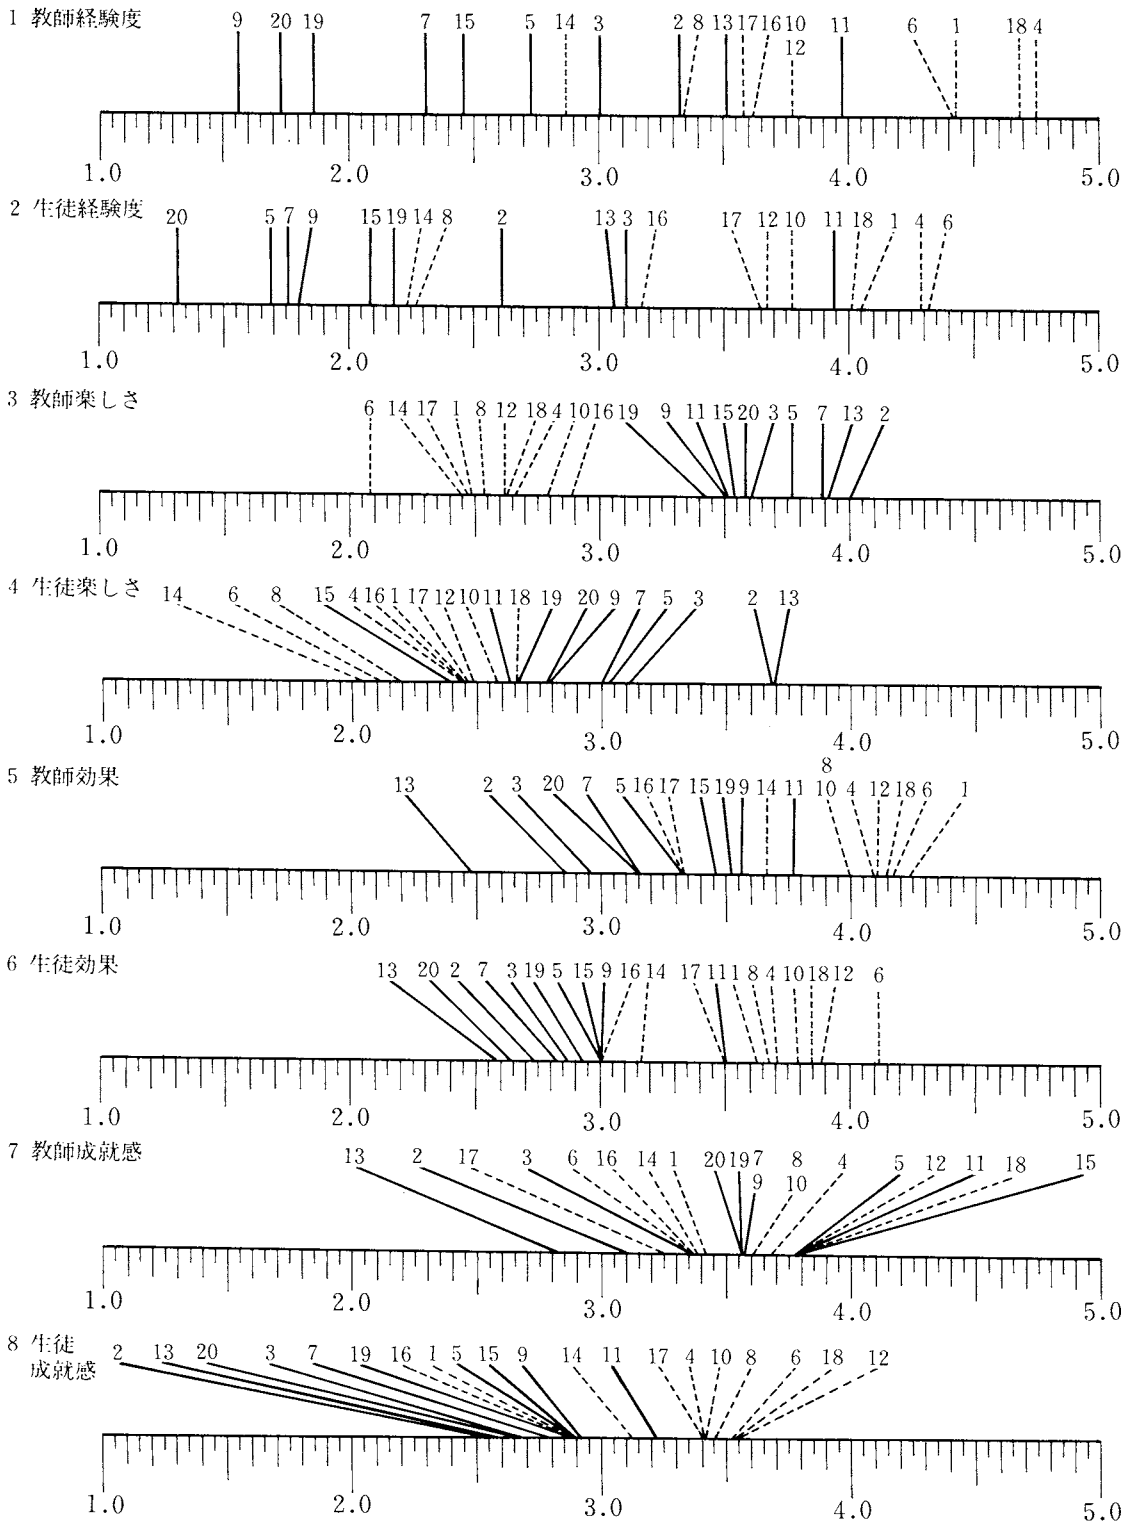 1 教師経験度
9 20 19 7 15 5 14 3 2 8 13 17 16 10 11 6 1 18 4
12
1.0 2.0 3.0 4.0 5.0
2 生徒経験度
20 5 7 9 15 19 14 8 2 13 3 16 17 12 10 11 18 1 4 6
1.0 2.0 3.0 4.0 5.0
3 教師楽しさ
6 14 17 1 8 12 18 4 10 16 19 9 11 15 20 3 5 7 13 2
1.0 2.0 3.0 4.0 5.0
4 生徒楽しさ
14 6 8 15 4 16 1 17 12 10 11 18 19 20 9 7 5 3 2 13
1.0 2.0 3.0 4.0 5.0
5 教師効果
8
13 2 3 20 7 5 16 17 15 19 9 14 11 10 4 12 18 6 1
1.0 2.0 3.0 4.0 5.0
6 生徒効果
13 20 2 7 3 19 5 15 9 16 14 17 11 1 8 4 10 18 12 6
1.0 2.0 3.0 4.0 5.0
7 教師成就感
13 2 17 3 6 16 14 1 20 19 7 8 4 5 12 11 18 15
9 10
1.0 2.0 3.0 4.0 5.0
8 生徒
成就感
2 13 20 3 7 19 16 1 5 15 9 14 11 17 4 10 8 6 18 12
1.0 2.0 3.0 4.0 5.0